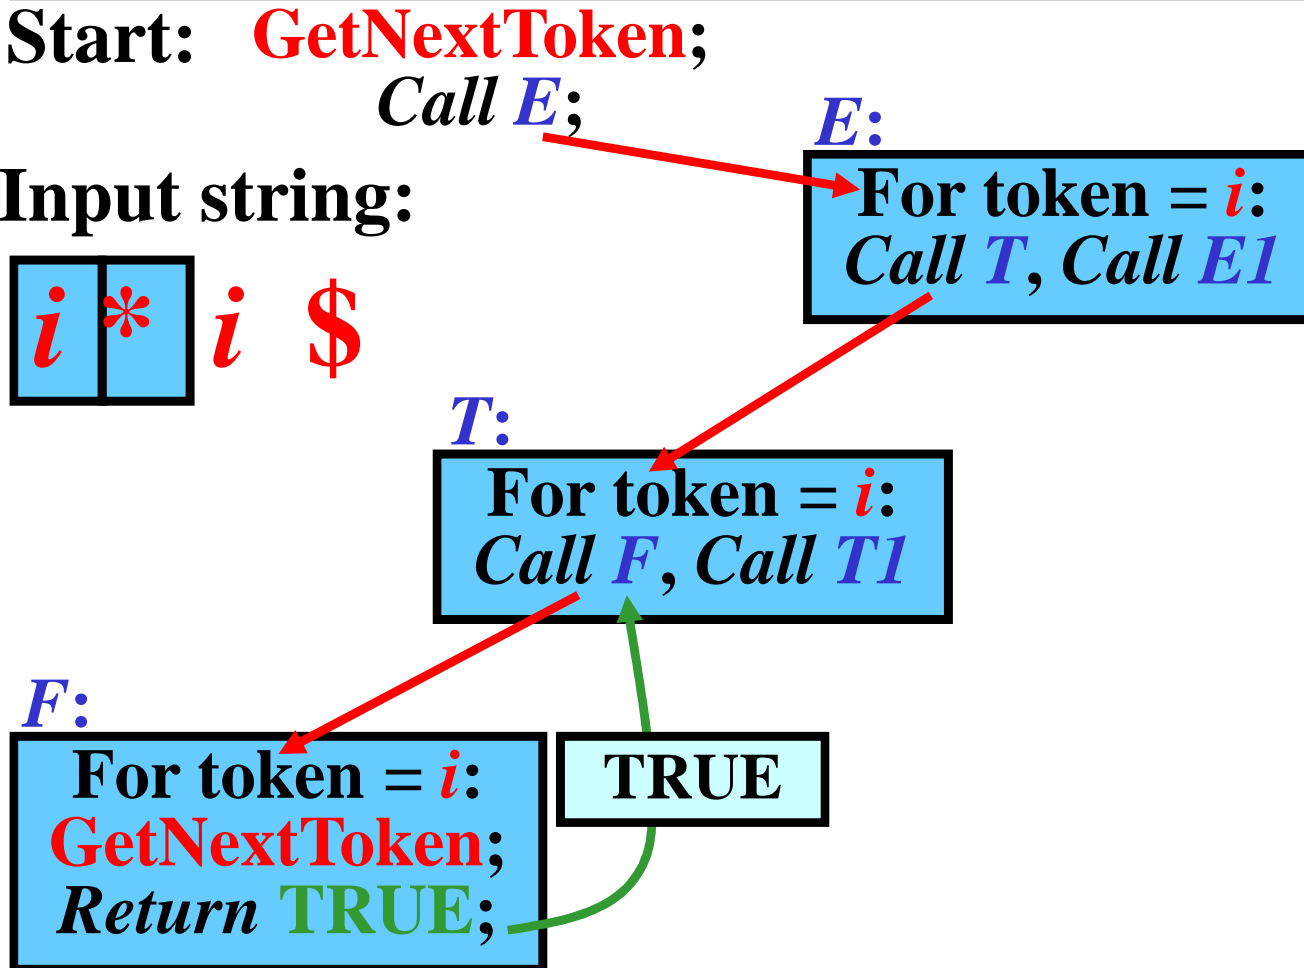 Start: GetNextToken;
Call E;
E:
For token = i:
Call T, Call E1
Input string:
i * i $
T:
For token = i:
Call F, Call T1
F:
For token = i:
GetNextToken;
Return TRUE;
TRUE